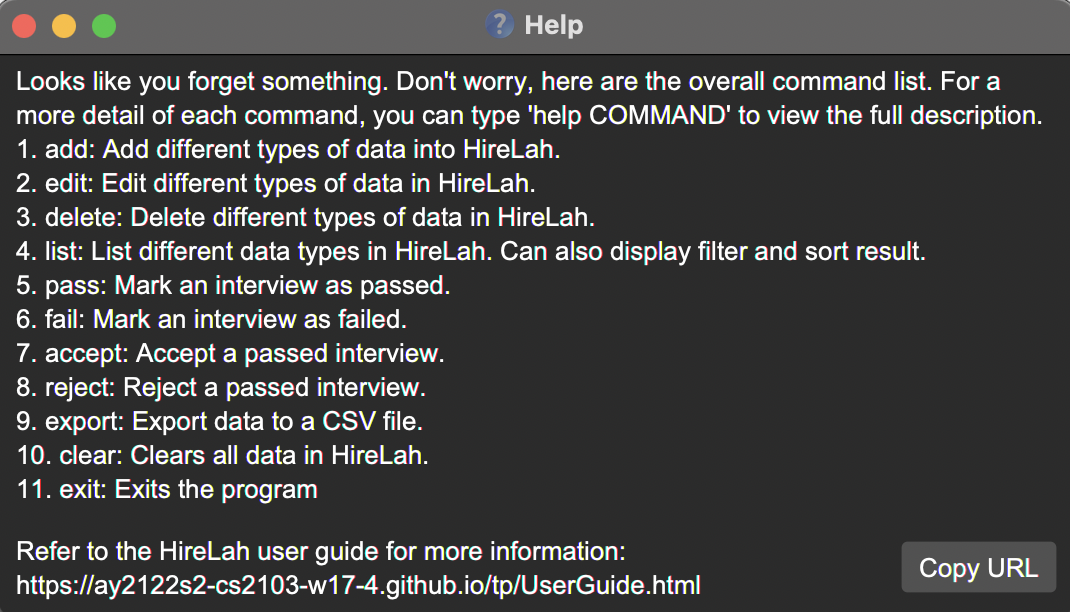 Help
Looks like you forget something. Don't worry, here are the overall command list. For a
more detail of each command, you can type 'help COMMAND' to view the full description.
1. add: Add different types of data into HireLah.
2. edit: Edit different types of data in HireLah.
3. delete: Delete different types of data in HireLah.
4. list: List different data types in HireLah. Can also display filter and sort result.
5. pass: Mark an interview as passed.
6. fail: Mark an interview as failed.
7. accept: Accept a passed interview.
8. reject: Reject a passed interview.
9. export: Export data to a CSV file.
10. clear: Clears all data in HireLah.
11. exit: Exits the program
Refer to the HireLah user guide for more information:
https://ay2122s2-cs2103-w17-4.github.io/tp/UserGuide.html
Copy URL